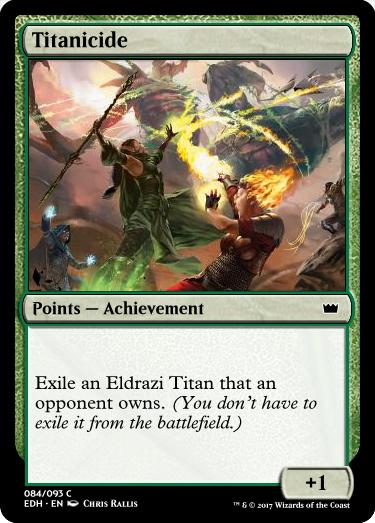 Titanicide
Points — Achievement
Exile an Eldrazi Titan that an
opponent owns. (You don't have to
exile it from the battlefield.)
+1
084/093 C
EDH • EN Chris Rallis
™ & © 2017 Wizards of the Coast